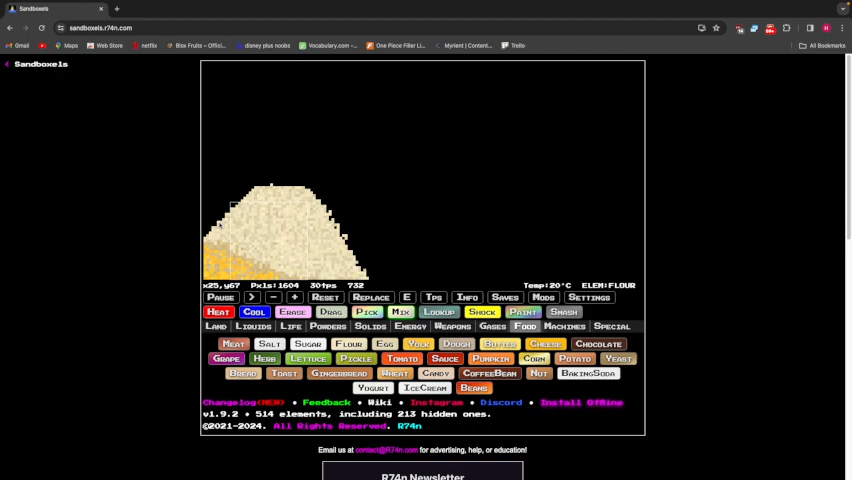 Sandboxels
sandboxels.r74n.com
Gmail YouTube Maps Web Store netflix Blox Fruits – Offici... disney plus noobs Vocabulary.com -... One Piece Filler Li... Myrient | Content... Trello All Bookmarks
Sandboxels
x25,y67 Pxls:1604 30tps 732 Temp:20°C ELEM:FLOUR
PAUSE > - + RESET REPLACE E TPS INFO SAVES MODS SETTINGS
HEAT COOL ERASE DRAG PICK MIX LOOKUP SHOCK PAINT SMASH
LAND LIQUIDS LIFE POWDERS SOLIDS ENERGY WEAPONS GASES FOOD MACHINES SPECIAL
MEAT SALT SUGAR FLOUR EGG YOLK DOUGH BUTTER CHEESE CHOCOLATE
GRAPE HERB LETTUCE PICKLE TOMATO SAUCE PUMPKIN CORN POTATO YEAST
BREAD TOAST GINGERBREAD WHEAT CANDY COFFEEBEAN NUT BAKINGSODA
YOGURT ICECREAM BEANS
Changelog(NEW) • Feedback • Wiki • Instagram • Discord • Install Offline
v1.9.2 • 514 elements, including 213 hidden ones.
©2021-2024. All Rights Reserved. R74n
Email us at contact@R74n.com for advertising, help, or education!
R74n Newsletter